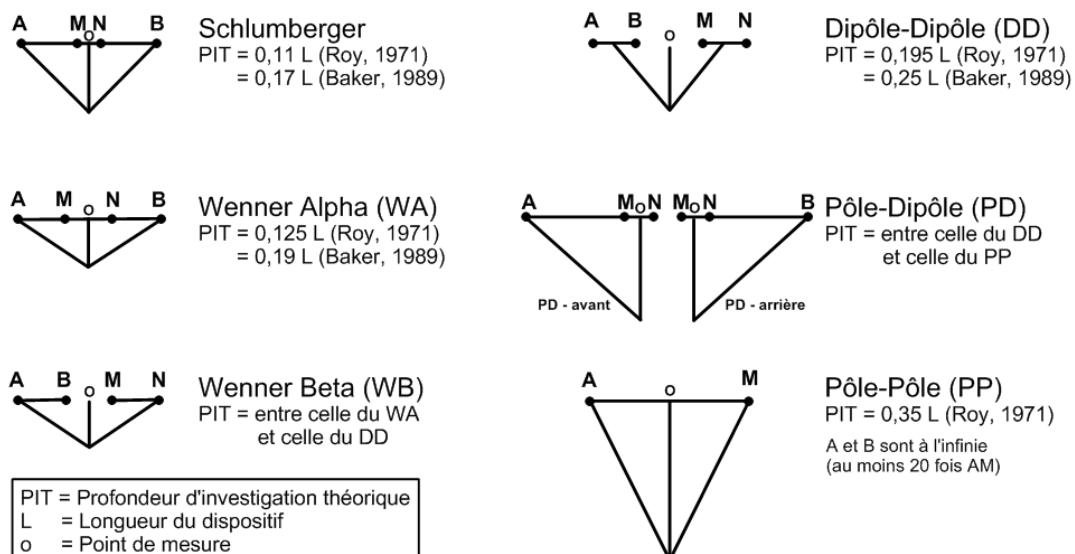 A M N B
o
Schlumberger
PIT = 0,11 L (Roy, 1971)
= 0,17 L (Baker, 1989)
A B M N
o
Dipôle-Dipôle (DD)
PIT = 0,195 L (Roy, 1971)
= 0,25 L (Baker, 1989)
A M N B
o
Wenner Alpha (WA)
PIT = 0,125 L (Roy, 1971)
= 0,19 L (Baker, 1989)
A M o N M o N B
PD - avant
PD - arrière
Pôle-Dipôle (PD)
PIT = entre celle du DD
et celle du PP
A B M N
o
Wenner Beta (WB)
PIT = entre celle du WA
et celle du DD
A M
o
Pôle-Pôle (PP)
PIT = 0,35 L (Roy, 1971)
A et B sont à l'infinie
(au moins 20 fois AM)
PIT = Profondeur d'investigation théorique
L = Longueur du dispositif
o = Point de mesure